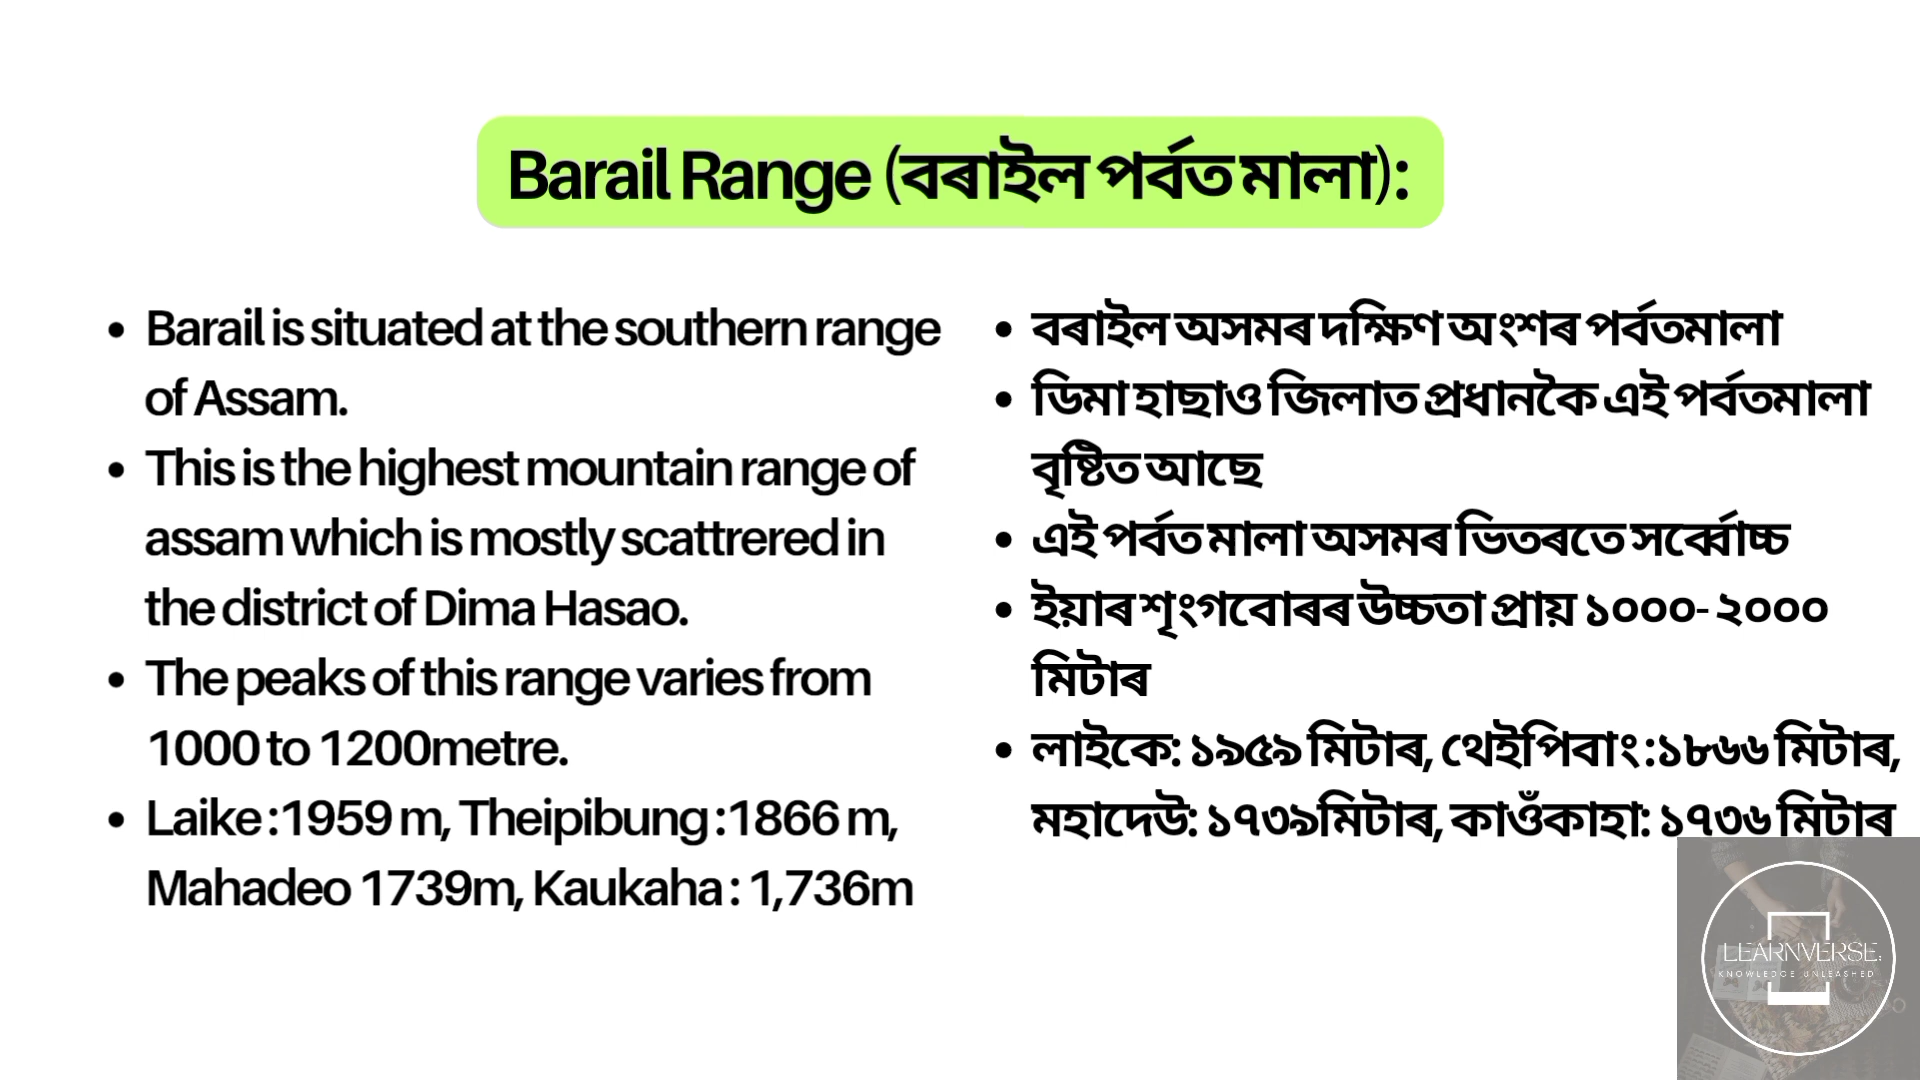 Barail Range (বৰাইল পৰ্বত মালা):
• Barail is situated at the southern range
of Assam.
• This is the highest mountain range of
assam which is mostly scattrered in
the district of Dima Hasao.
• The peaks of this range varies from
1000 to 1200metre.
• Laike :1959 m, Theipibung :1866 m,
Mahadeo 1739m, Kaukaha : 1,736m
• বৰাইল অসমৰ দক্ষিণ অংশৰ পৰ্বতমালা
• ডিমা হাছাও জিলাত প্ৰধানকৈ এই পৰ্বতমালা
বৃষ্টিত আছে
• এই পৰ্বত মালা অসমৰ ভিতৰতে সৰ্ব্বোচ্চ
• ইয়াৰ শৃংগবোৰৰ উচ্চতা প্ৰায় ১০০০- ২০০০
মিটাৰ
• লাইকে: ১৯৫৯ মিটাৰ, থেইপিবাং :১৮৬৬ মিটাৰ,
মহাদেউ: ১৭৩৯মিটাৰ, কাওঁকাহা: ১৭৩৬ মিটাৰ
LEARNVERSE:
KNOWLEDGE UNLEASHED